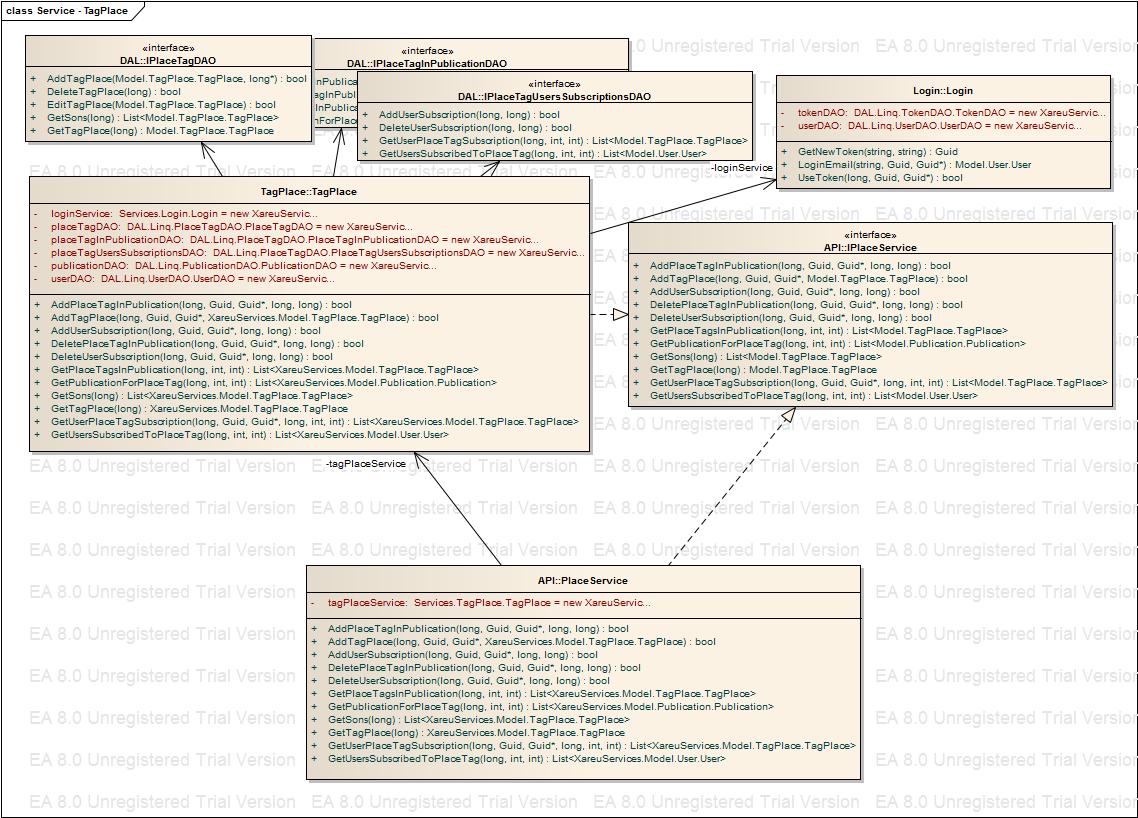 class Service - TagPlace
«interface»
DAL::IPlaceTagDAO
+ AddTagPlace(Model.TagPlace.TagPlace, long*) : bool
+ DeleteTagPlace(long) : bool
+ EditTagPlace(Model.TagPlace.TagPlace) : bool
+ GetSons(long) : List<Model.TagPlace.TagPlace>
+ GetTagPlace(long) : Model.TagPlace.TagPlace
«interface»
DAL::IPlaceTagInPublicationDAO
«interface»
DAL::IPlaceTagUsersSubscriptionsDAO
+ AddUserSubscription(long, long) : bool
+ DeleteUserSubscription(long, long) : bool
+ GetUserPlaceTagSubscription(long, int, int) : List<Model.TagPlace.TagPlace>
+ GetUsersSubscribedToPlaceTag(long, int, int) : List<Model.User.User>
Login::Login
- tokenDAO: DAL.Linq.TokenDAO.TokenDAO = new XareuServic...
- userDAO: DAL.Linq.UserDAO.UserDAO = new XareuServic...
+ GetNewToken(string, string) : Guid
+ LoginEmail(string, Guid, Guid*) : Model.User.User
+ UseToken(long, Guid, Guid*) : bool
-loginService
TagPlace::TagPlace
- loginService: Services.Login.Login = new XareuServic...
- placeTagDAO: DAL.Linq.PlaceTagDAO.PlaceTagDAO = new XareuServic...
- placeTagInPublicationDAO: DAL.Linq.PlaceTagDAO.PlaceTagInPublicationDAO = new XareuServic...
- placeTagUsersSubscriptionsDAO: DAL.Linq.PlaceTagDAO.PlaceTagUsersSubscriptionsDAO = new XareuServic...
- publicationDAO: DAL.Linq.PublicationDAO.PublicationDAO = new XareuServic...
- userDAO: DAL.Linq.UserDAO.UserDAO = new XareuServic...
+ AddPlaceTagInPublication(long, Guid, Guid*, long, long) : bool
+ AddTagPlace(long, Guid, Guid*, XareuServices.Model.TagPlace.TagPlace) : bool
+ AddUserSubscription(long, Guid, Guid*, long, long) : bool
+ DeletePlaceTagInPublication(long, Guid, Guid*, long, long) : bool
+ DeleteUserSubscription(long, Guid, Guid*, long, long) : bool
+ GetPlaceTagsInPublication(long, int, int) : List<XareuServices.Model.TagPlace.TagPlace>
+ GetPublicationForPlaceTag(long, int, int) : List<XareuServices.Model.Publication.Publication>
+ GetSons(long) : List<XareuServices.Model.TagPlace.TagPlace>
+ GetTagPlace(long) : XareuServices.Model.TagPlace.TagPlace
+ GetUserPlaceTagSubscription(long, Guid, Guid*, long, int, int) : List<XareuServices.Model.TagPlace.TagPlace>
+ GetUsersSubscribedToPlaceTag(long, int, int) : List<XareuServices.Model.User.User>
«interface»
API::IPlaceService
+ AddPlaceTagInPublication(long, Guid, Guid*, long, long) : bool
+ AddTagPlace(long, Guid, Guid*, Model.TagPlace.TagPlace) : bool
+ AddUserSubscription(long, Guid, Guid*, long, long) : bool
+ DeletePlaceTagInPublication(long, Guid, Guid*, long, long) : bool
+ DeleteUserSubscription(long, Guid, Guid*, long, long) : bool
+ GetPlaceTagsInPublication(long, int, int) : List<Model.TagPlace.TagPlace>
+ GetPublicationForPlaceTag(long, int, int) : List<Model.Publication.Publication>
+ GetSons(long) : List<Model.TagPlace.TagPlace>
+ GetTagPlace(long) : Model.TagPlace.TagPlace
+ GetUserPlaceTagSubscription(long, Guid, Guid*, long, int, int) : List<Model.TagPlace.TagPlace>
+ GetUsersSubscribedToPlaceTag(long, int, int) : List<Model.User.User>
-tagPlaceService
API::PlaceService
- tagPlaceService: Services.TagPlace.TagPlace = new XareuServic...
+ AddPlaceTagInPublication(long, Guid, Guid*, long, long) : bool
+ AddTagPlace(long, Guid, Guid*, XareuServices.Model.TagPlace.TagPlace) : bool
+ AddUserSubscription(long, Guid, Guid*, long, long) : bool
+ DeletePlaceTagInPublication(long, Guid, Guid*, long, long) : bool
+ DeleteUserSubscription(long, Guid, Guid*, long, long) : bool
+ GetPlaceTagsInPublication(long, int, int) : List<XareuServices.Model.TagPlace.TagPlace>
+ GetPublicationForPlaceTag(long, int, int) : List<XareuServices.Model.Publication.Publication>
+ GetSons(long) : List<XareuServices.Model.TagPlace.TagPlace>
+ GetTagPlace(long) : XareuServices.Model.TagPlace.TagPlace
+ GetUserPlaceTagSubscription(long, Guid, Guid*, long, int, int) : List<XareuServices.Model.TagPlace.TagPlace>
+ GetUsersSubscribedToPlaceTag(long, int, int) : List<XareuServices.Model.User.User>
EA 8.0 Unregistered Trial Version